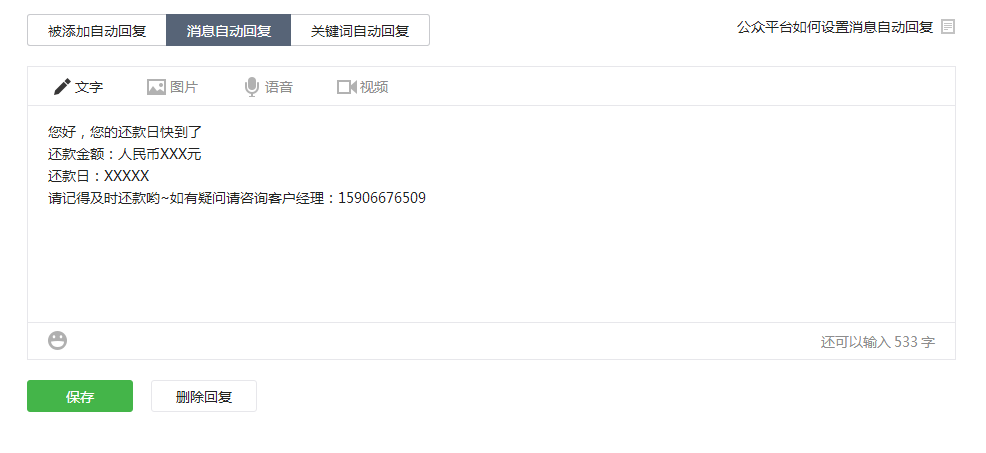 被添加自动回复 消息自动回复 关键词自动回复 公众平台如何设置消息自动回复
文字 图片 语音 视频
您好，您的还款日快到了
还款金额：人民币XXX元
还款日：XXXXX
请记得及时还款哟~如有疑问请咨询客户经理：15906676509
还可以输入 533 字
保存 删除回复